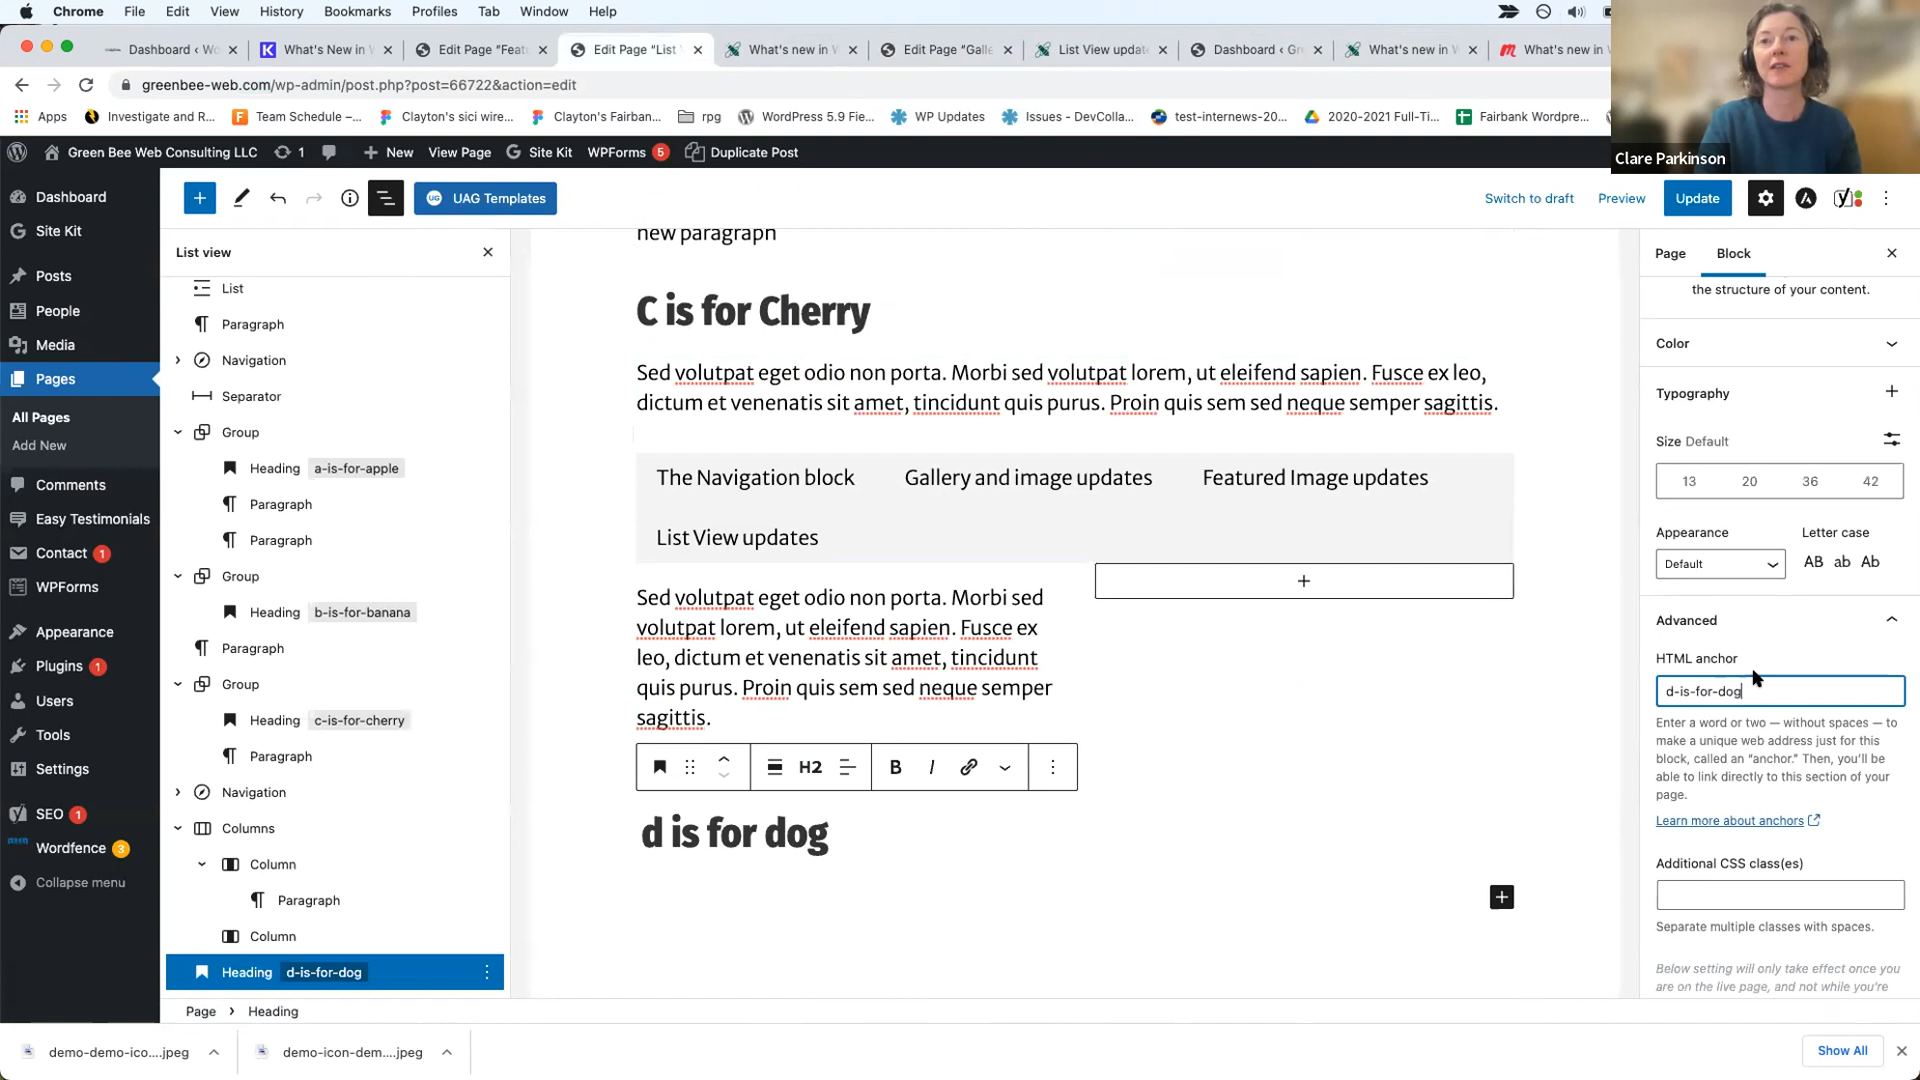 Chrome File Edit View History Bookmarks Profiles Tab Window Help
Dashboard ‹ Wo
What's New in
Edit Page "Feat
Edit Page "List
What's new in
Edit Page "Galle
List View updat
Dashboard ‹ Gr
What's new in
What's new in
greenbee-web.com/wp-admin/post.php?post=66722&action=edit
Apps Investigate and R... Team Schedule –... Clayton's sici wire... Clayton's Fairban... rpg WordPress 5.9 Fie... WP Updates Issues - DevColla... test-internews-20... 2020-2021 Full-Ti... Fairbank Wordpre...
Clare Parkinson
Green Bee Web Consulting LLC 1 New View Page Site Kit WPForms 5 Duplicate Post
Dashboard
Site Kit
Posts
People
Media
Pages
All Pages
Add New
Comments
Easy Testimonials
Contact 1
WPForms
Appearance
Plugins 1
Users
Tools
Settings
SEO 1
Wordfence 3
Collapse menu
UG UAG Templates
Switch to draft Preview Update
List view
List
Paragraph
Navigation
Separator
Group
Heading a-is-for-apple
Paragraph
Paragraph
Group
Heading b-is-for-banana
Paragraph
Group
Heading c-is-for-cherry
Paragraph
Navigation
Columns
Column
Paragraph
Column
Heading d-is-for-dog
new paragraph
C is for Cherry
Sed volutpat eget odio non porta. Morbi sed volutpat lorem, ut eleifend sapien. Fusce ex leo,
dictum et venenatis sit amet, tincidunt quis purus. Proin quis sem sed neque semper sagittis.
The Navigation block Gallery and image updates Featured Image updates
List View updates
Sed volutpat eget odio non porta. Morbi sed
volutpat lorem, ut eleifend sapien. Fusce ex
leo, dictum et venenatis sit amet, tincidunt
quis purus. Proin quis sem sed neque semper
sagittis.
H2 B I
d is for dog
Page Block
the structure of your content.
Color
Typography
Size Default
13 20 36 42
Appearance Letter case
Default AB ab Ab
Advanced
HTML anchor
d-is-for-dog
Enter a word or two — without spaces — to
make a unique web address just for this
block, called an “anchor.” Then, you’ll be
able to link directly to this section of your
page.
Learn more about anchors
Additional CSS class(es)
Separate multiple classes with spaces.
Below setting will only take effect once you
are on the live page, and not while you're
Page › Heading
demo-demo-ico....jpeg demo-icon-dem....jpeg Show All